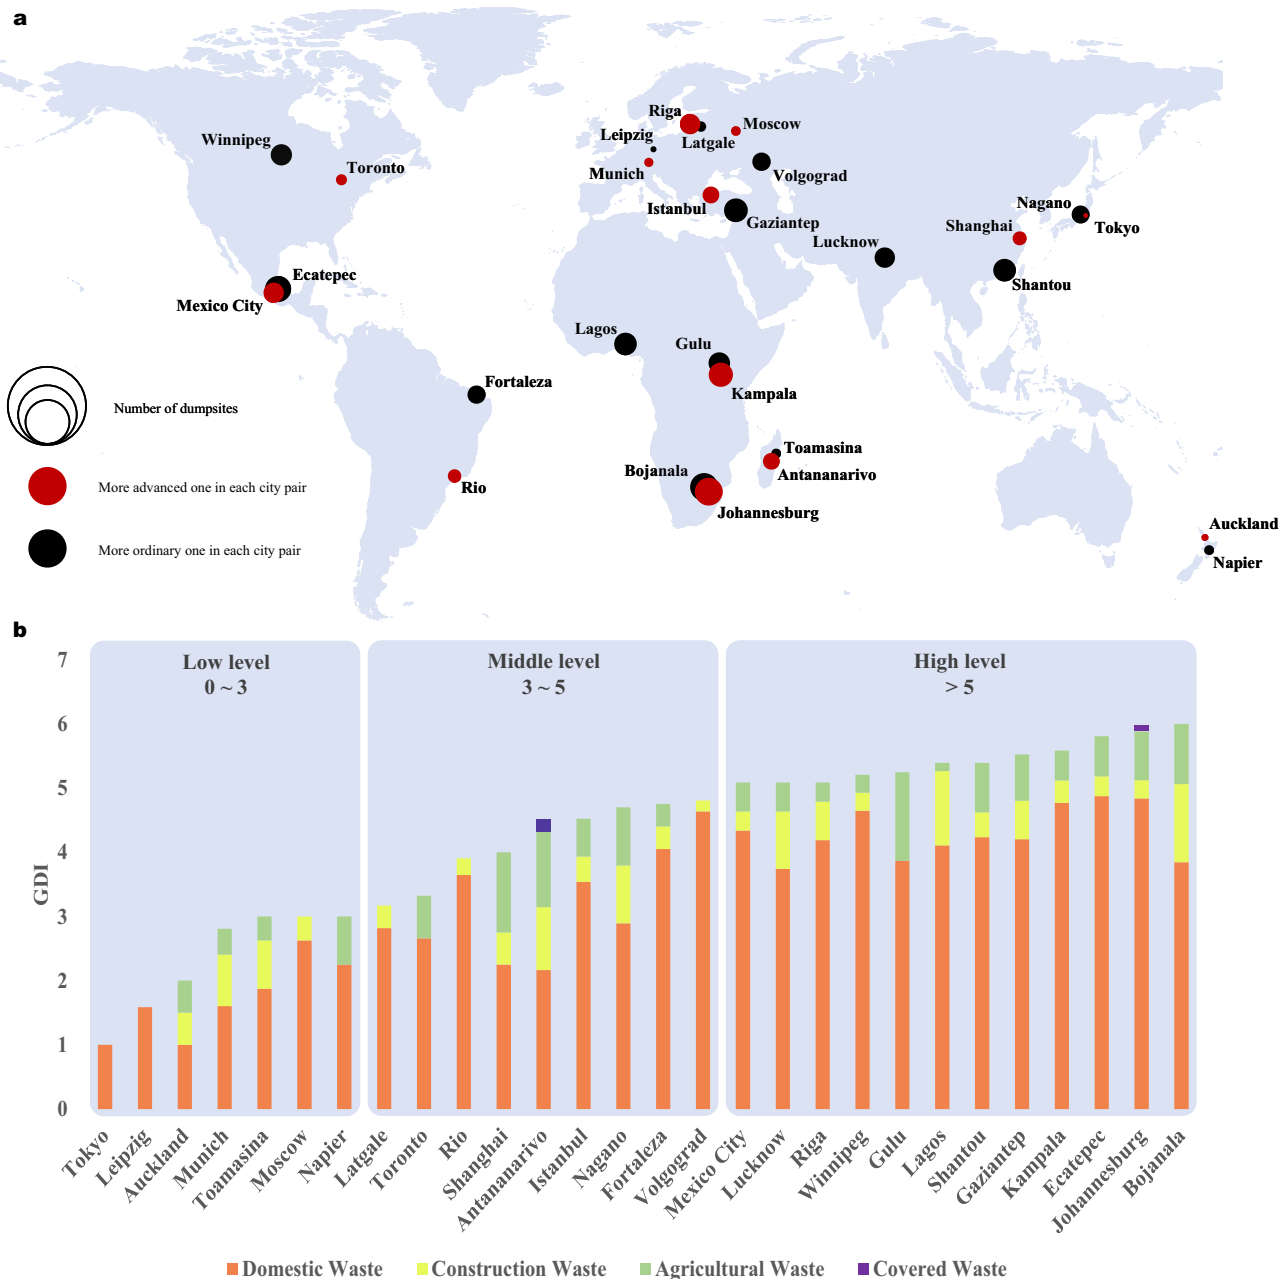 a
Riga
Moscow
Winnipeg
Leipzig
Latgale
Toronto
Munich
Volgograd
Istanbul
Nagano
Gaziantep
Shanghai
Tokyo
Lucknow
Ecatepec
Shantou
Mexico City
Lagos
Gulu
Fortaleza
Kampala
Number of dumpsites
Toamasina
Bojanala
Antananarivo
More advanced one in each city pair
Rio
Johannesburg
Auckland
More ordinary one in each city pair
Napier
b
7
6
5
4
3
2
1
0
GDI
Low level
0 ~ 3
Middle level
3 ~ 5
High level
> 5
Tokyo
Leipzig
Auckland
Munich
Toamasina
Moscow
Napier
Latgale
Toronto
Rio
Shanghai
Antananarivo
Istanbul
Nagano
Fortaleza
Volgograd
Mexico City
Lucknow
Riga
Winnipeg
Gulu
Lagos
Shantou
Gaziantep
Kampala
Ecatepec
Johannesburg
Bojanala
Domestic Waste
Construction Waste
Agricultural Waste
Covered Waste